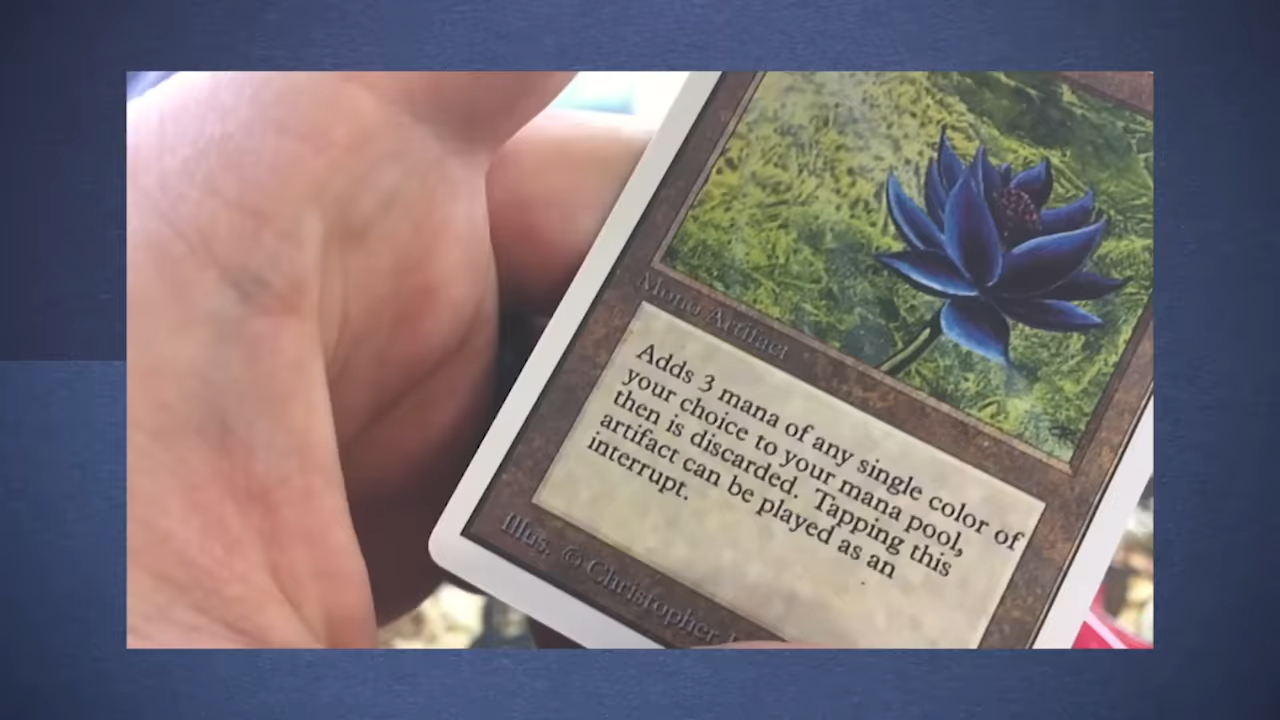 Mono Artifact
Adds 3 mana of any single color of
your choice to your mana pool,
then is discarded. Tapping this
artifact can be played as an
interrupt.
Illus. © Christopher